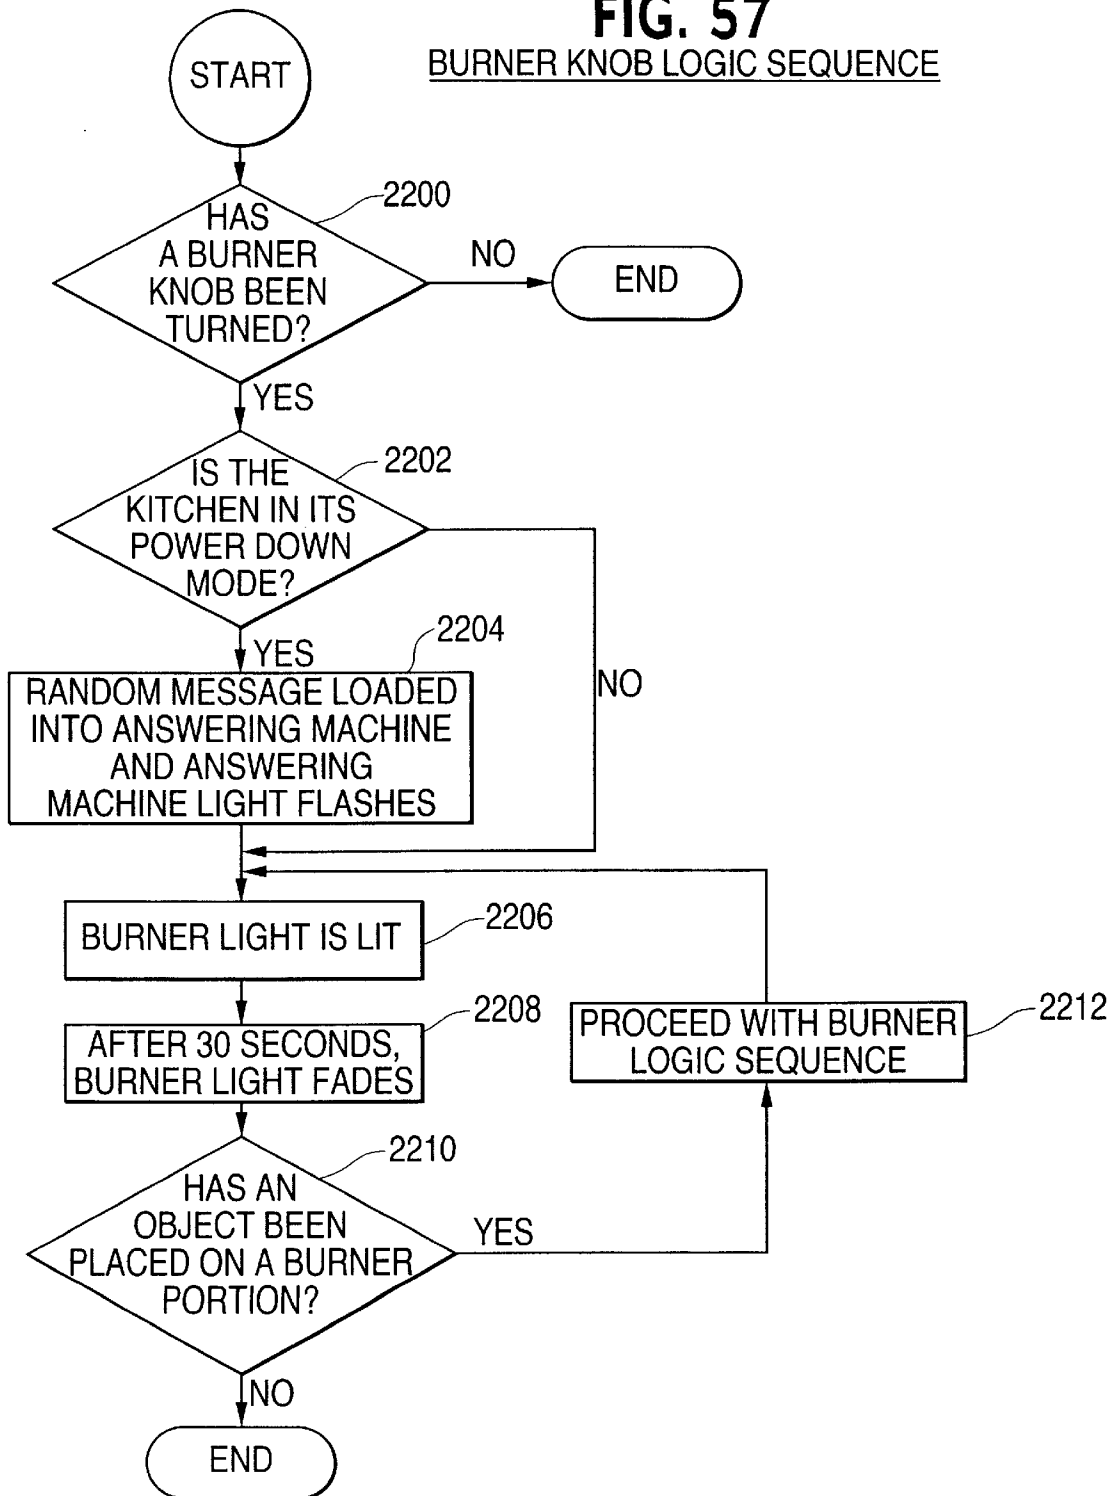 FIG. 57
BURNER KNOB LOGIC SEQUENCE
START
2200
HAS
A BURNER
KNOB BEEN
TURNED?
NO
END
YES
2202
IS THE
KITCHEN IN ITS
POWER DOWN
MODE?
YES
NO
2204
RANDOM MESSAGE LOADED
INTO ANSWERING MACHINE
AND ANSWERING
MACHINE LIGHT FLASHES
BURNER LIGHT IS LIT
2206
AFTER 30 SECONDS,
BURNER LIGHT FADES
2208
PROCEED WITH BURNER
LOGIC SEQUENCE
2212
2210
HAS AN
OBJECT BEEN
PLACED ON A BURNER
PORTION?
YES
NO
END